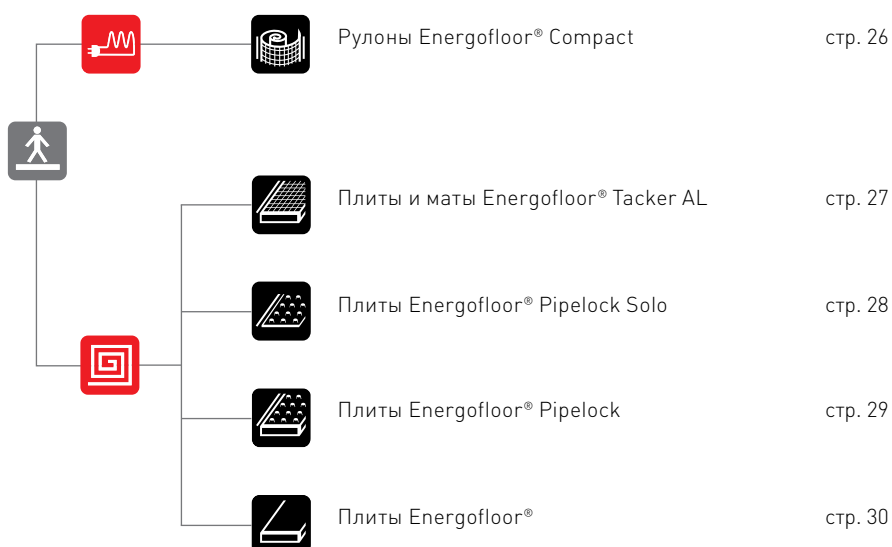 Рулоны Energofloor® Compact стр. 26
Плиты и маты Energofloor® Tacker AL стр. 27
Плиты Energofloor® Pipelock Solo стр. 28
Плиты Energofloor® Pipelock стр. 29
Плиты Energofloor® стр. 30